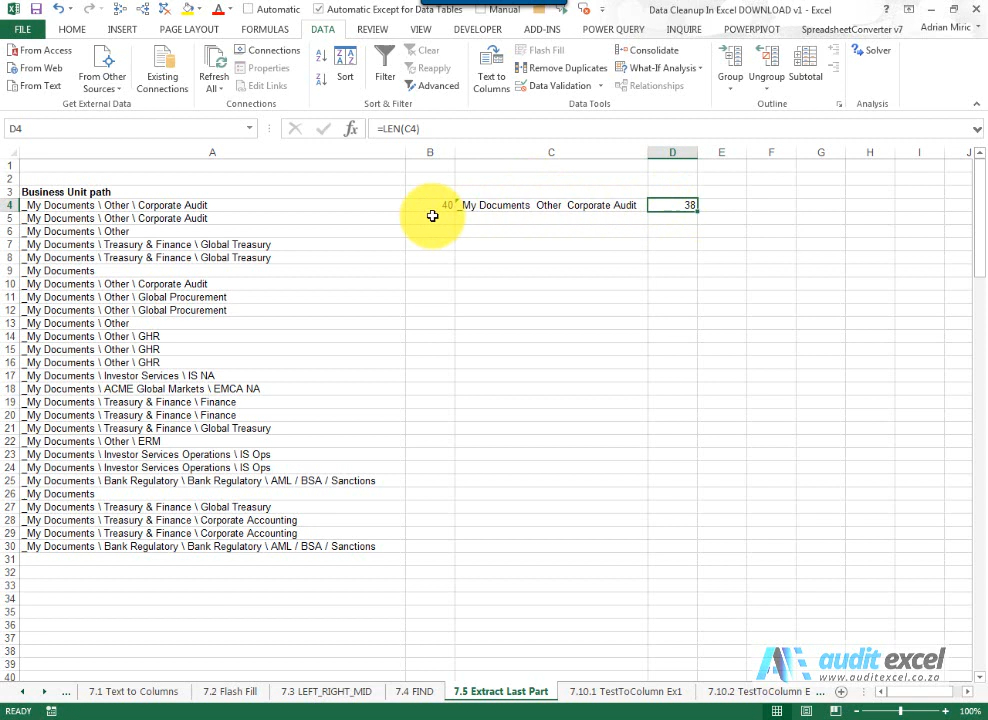 Automatic Automatic Except for Data Tables Manual Data Cleanup In Excel DOWNLOAD v1 - Excel
FILE HOME INSERT PAGE LAYOUT FORMULAS DATA REVIEW VIEW DEVELOPER ADD-INS POWER QUERY INQUIRE POWERPIVOT SpreadsheetConverter v7 Adrian Miric
From Access
From Web
From Text
From Other Sources
Existing Connections
Get External Data
Refresh All
Connections
Properties
Edit Links
Connections
Sort
Filter
Clear
Reapply
Advanced
Sort & Filter
Text to Columns
Flash Fill
Remove Duplicates
Data Validation
Consolidate
What-If Analysis
Relationships
Data Tools
Group
Ungroup
Subtotal
Outline
Solver
Analysis
D4 fx =LEN(C4)
A B C D E F G H I J
1
2
3 Business Unit path
4 _My Documents \ Other \ Corporate Audit 40 _My Documents  Other  Corporate Audit 38
5 _My Documents \ Other \ Corporate Audit
6 _My Documents \ Other
7 _My Documents \ Treasury & Finance \ Global Treasury
8 _My Documents \ Treasury & Finance \ Global Treasury
9 _My Documents
10 _My Documents \ Other \ Corporate Audit
11 _My Documents \ Other \ Global Procurement
12 _My Documents \ Other \ Global Procurement
13 _My Documents \ Other
14 _My Documents \ Other \ GHR
15 _My Documents \ Other \ GHR
16 _My Documents \ Other \ GHR
17 _My Documents \ Investor Services \ IS NA
18 _My Documents \ ACME Global Markets \ EMCA NA
19 _My Documents \ Treasury & Finance \ Finance
20 _My Documents \ Treasury & Finance \ Finance
21 _My Documents \ Treasury & Finance \ Global Treasury
22 _My Documents \ Other \ ERM
23 _My Documents \ Investor Services Operations \ IS Ops
24 _My Documents \ Investor Services Operations \ IS Ops
25 _My Documents \ Bank Regulatory \ Bank Regulatory \ AML / BSA / Sanctions
26 _My Documents
27 _My Documents \ Treasury & Finance \ Global Treasury
28 _My Documents \ Treasury & Finance \ Corporate Accounting
29 _My Documents \ Treasury & Finance \ Corporate Accounting
30 _My Documents \ Bank Regulatory \ Bank Regulatory \ AML / BSA / Sanctions
31
32
33
34
35
36
37
38
39
40
audit excel
www.auditexcel.co.za
... 7.1 Text to Columns 7.2 Flash Fill 7.3 LEFT_RIGHT_MID 7.4 FIND 7.5 Extract Last Part 7.10.1 TestToColumn Ex1 7.10.2 TestToColumn E ...
READY 100%